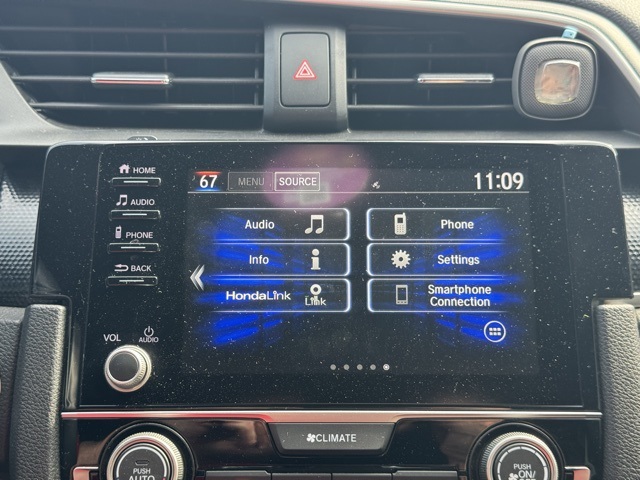 HOME
67 MENU SOURCE 11:09
AUDIO
Audio
Phone
PHONE
Info
Settings
BACK
HondaLink
Link
Smartphone
Connection
VOL
AUDIO
CLIMATE
PUSH
AUTO
PUSH
ON/
OFF